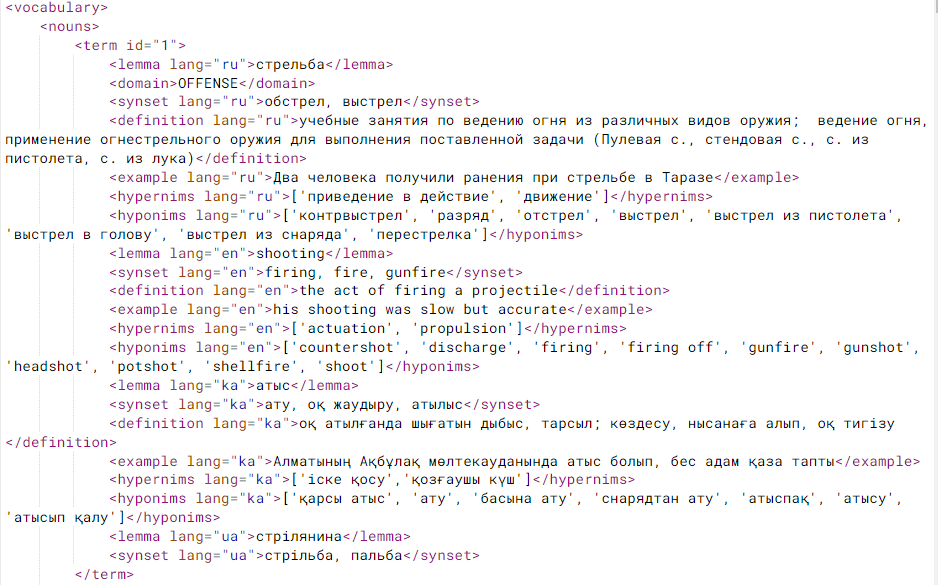 <vocabulary>
<nouns>
<term id="1">
<lemma lang="ru">стрельба</lemma>
<domain>OFFENSE</domain>
<synset lang="ru">обстрел, выстрел</synset>
<definition lang="ru">учебные занятия по ведению огня из различных видов оружия;  ведение огня,
применение огнестрельного оружия для выполнения поставленной задачи (Пулевая с., стендовая с., с. из
пистолета, с. из лука)</definition>
<example lang="ru">Два человека получили ранения при стрельбе в Таразе</example>
<hypernims lang="ru">['приведение в действие', 'движение']</hypernims>
<hyponims lang="ru">['контрвыстрел', 'разряд', 'отстрел', 'выстрел', 'выстрел из пистолета',
'выстрел в голову', 'выстрел из снаряда', 'перестрелка']</hyponims>
<lemma lang="en">shooting</lemma>
<synset lang="en">firing, fire, gunfire</synset>
<definition lang="en">the act of firing a projectile</definition>
<example lang="en">his shooting was slow but accurate</example>
<hypernims lang="en">['actuation', 'propulsion']</hypernims>
<hyponims lang="en">['countershot', 'discharge', 'firing', 'firing off', 'gunfire', 'gunshot',
'headshot', 'potshot', 'shellfire', 'shoot']</hyponims>
<lemma lang="ka">атыс</lemma>
<synset lang="ka">ату, оқ жаудыру, атылыс</synset>
<definition lang="ka">оқ атылғанда шығатын дыбыс, тарсыл; көздесу, нысанаға алып, оқ тигізу
</definition>
<example lang="ka">Алматының Ақбұлақ мөлтекауданында атыс болып, бес адам қаза тапты</example>
<hypernims lang="ka">['іске қосу','қозғаушы күш']</hypernims>
<hyponims lang="ka">['қарсы атыс', 'ату', 'басына ату', 'снарядтан ату', 'атыспақ', 'атысу',
'атысып қалу']</hyponims>
<lemma lang="ua">стрілянина</lemma>
<synset lang="ua">стрільба, пальба</synset>
</term>